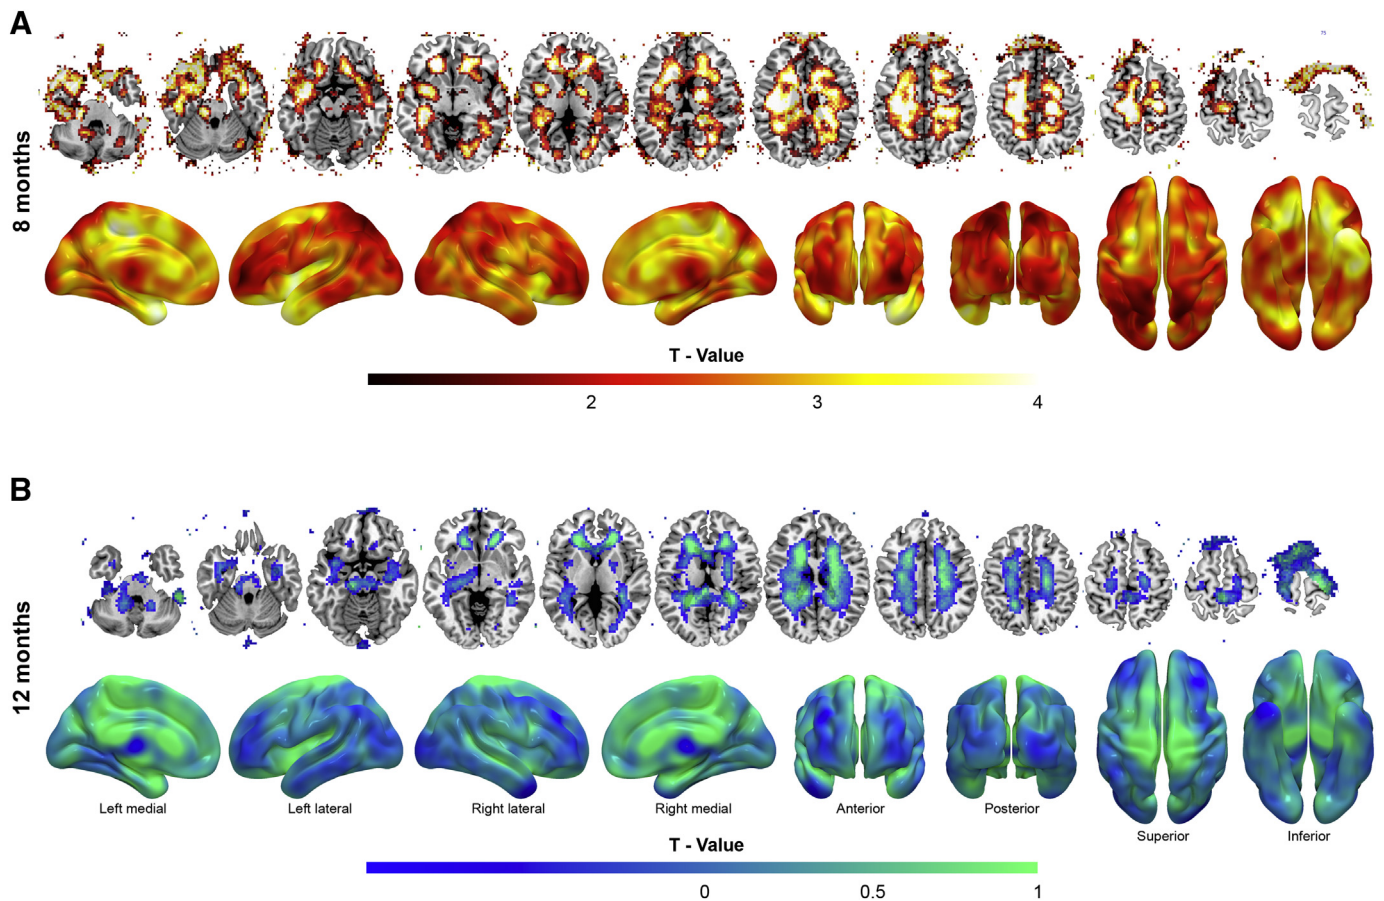 A
75
8 months
T - Value
2 3 4
B
12 months
Left medial Left lateral Right lateral Right medial Anterior Posterior
Superior Inferior
T - Value
0 0.5 1